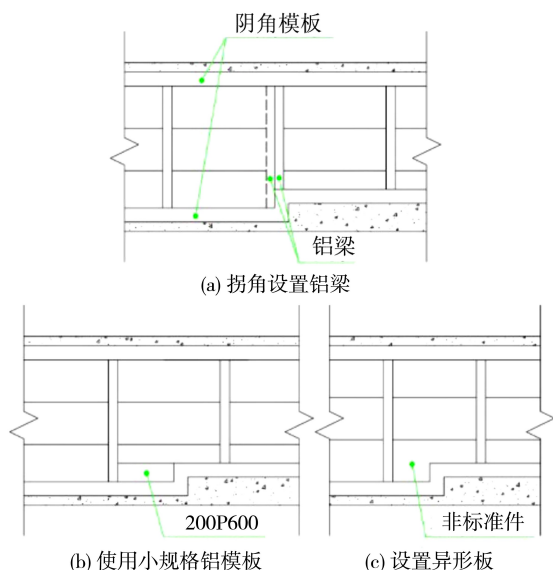 阴角模板
铝梁
(a) 拐角设置铝梁
200P600
非标准件
(b) 使用小规格铝模板
(c) 设置异形板